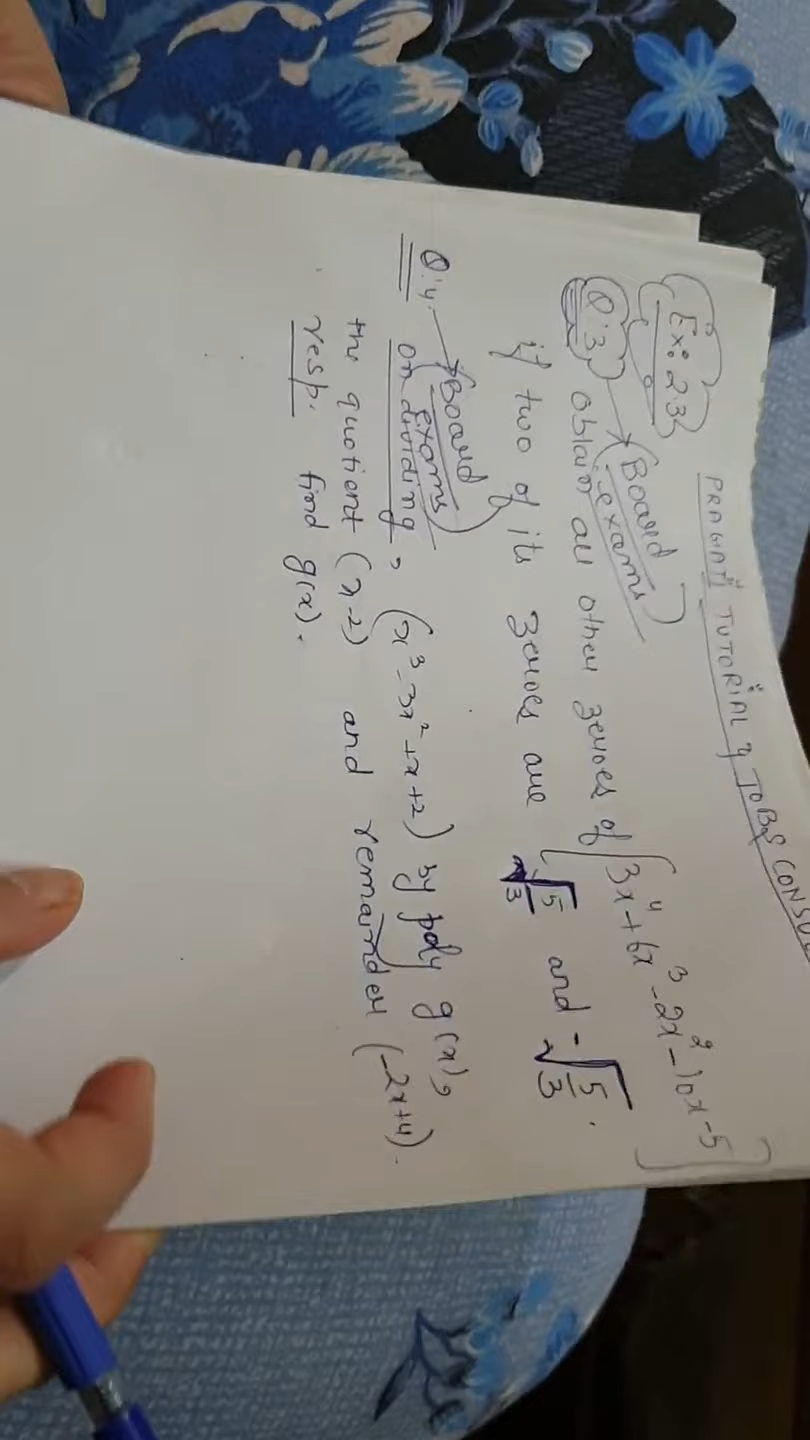 PRAGATI TUTORIAL & JOBS
Ex: 2.3
Q:3) → (Board exams)
obtain all other zeroes of [3x⁴+6x³-2x²-10x-5]
if two of its zeroes are √5/3 and -√5/3.
Q:4. → (Board exams)
on dividing, (x³-3x²+x+2) by poly g(x),
the quotient (x-2) and remainder (-2x+4).
resp. find g(x).